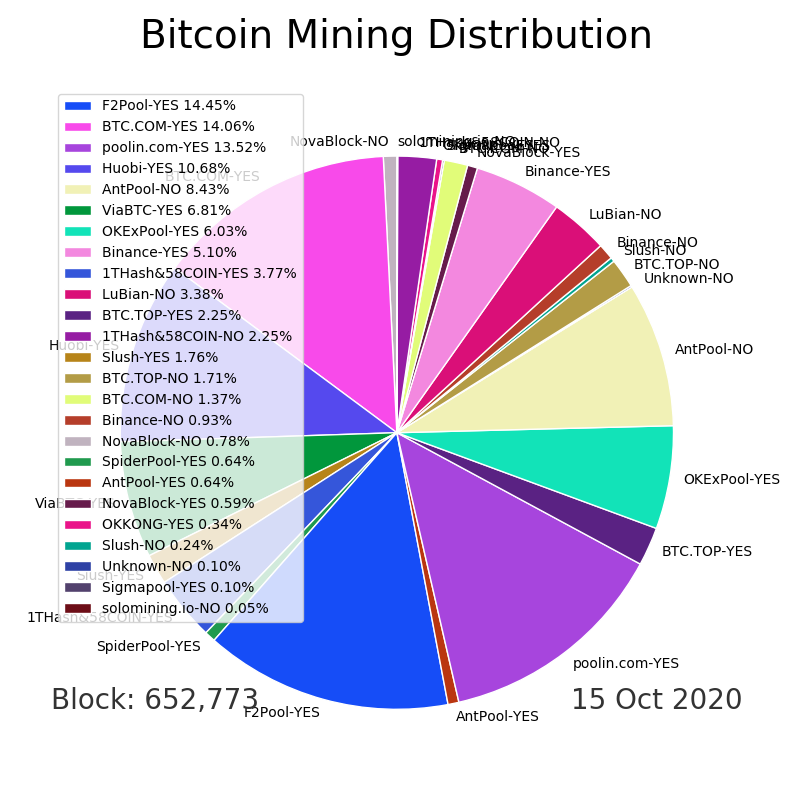 Bitcoin Mining Distribution
F2Pool-YES 14.45%
BTC.COM-YES 14.06%
poolin.com-YES 13.52%
Huobi-YES 10.68%
AntPool-NO 8.43%
ViaBTC-YES 6.81%
OKExPool-YES 6.03%
Binance-YES 5.10%
1THash&58COIN-YES 3.77%
LuBian-NO 3.38%
BTC.TOP-YES 2.25%
1THash&58COIN-NO 2.25%
Slush-YES 1.76%
BTC.TOP-NO 1.71%
BTC.COM-NO 1.37%
Binance-NO 0.93%
NovaBlock-NO 0.78%
SpiderPool-YES 0.64%
AntPool-YES 0.64%
NovaBlock-YES 0.59%
OKKONG-YES 0.34%
Slush-NO 0.24%
Unknown-NO 0.10%
Sigmapool-YES 0.10%
solomining.io-NO 0.05%
NovaBlock-NO
solomining.io-NO
NovaBlock-YES
Binance-YES
LuBian-NO
Binance-NO
Slush-NO
BTC.TOP-NO
Unknown-NO
AntPool-NO
OKExPool-YES
BTC.TOP-YES
poolin.com-YES
AntPool-YES
F2Pool-YES
SpiderPool-YES
1THash&58COIN-YES
Slush-YES
ViaBTC-YES
Huobi-YES
BTC.COM-YES
Block: 652,773
15 Oct 2020